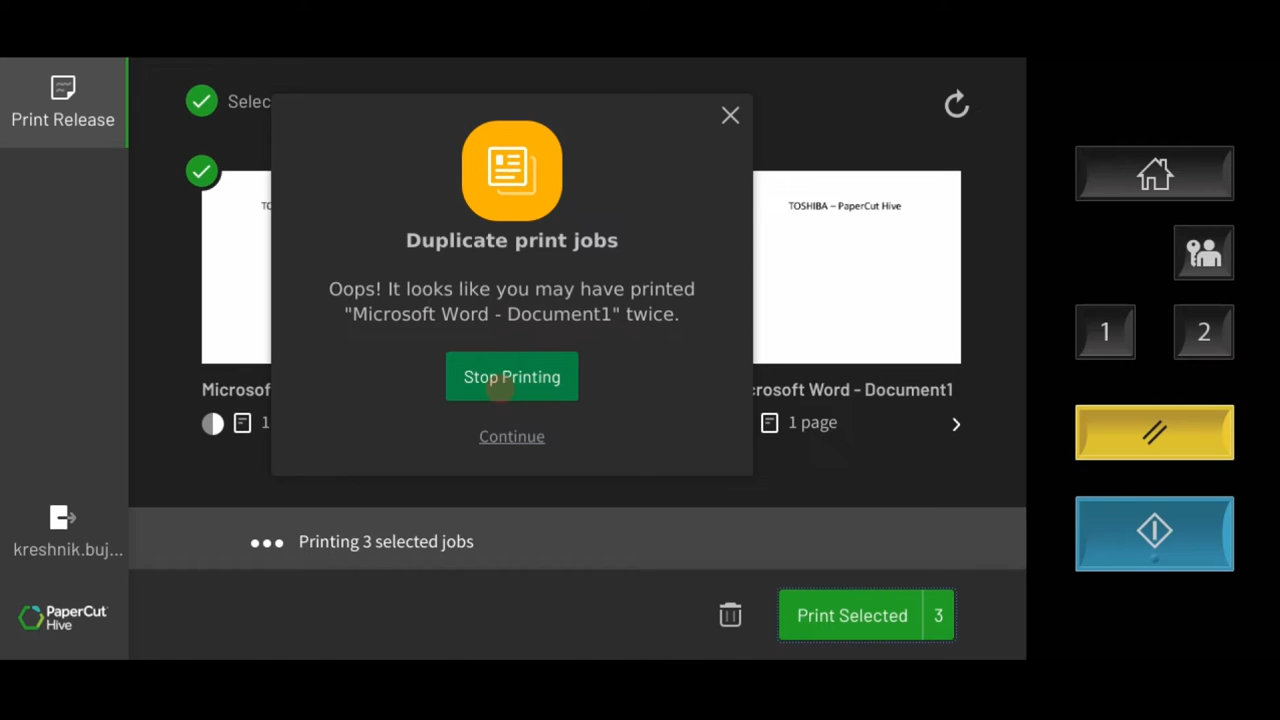 Print Release
Selec
TO
TOSHIBA – PaperCut Hive
Duplicate print jobs
Oops! It looks like you may have printed
"Microsoft Word - Document1" twice.
Stop Printing
Continue
Microsof
crosoft Word - Document1
1
1 page
1
2
Printing 3 selected jobs
kreshnik.buj...
PaperCut
Hive
Print Selected
3